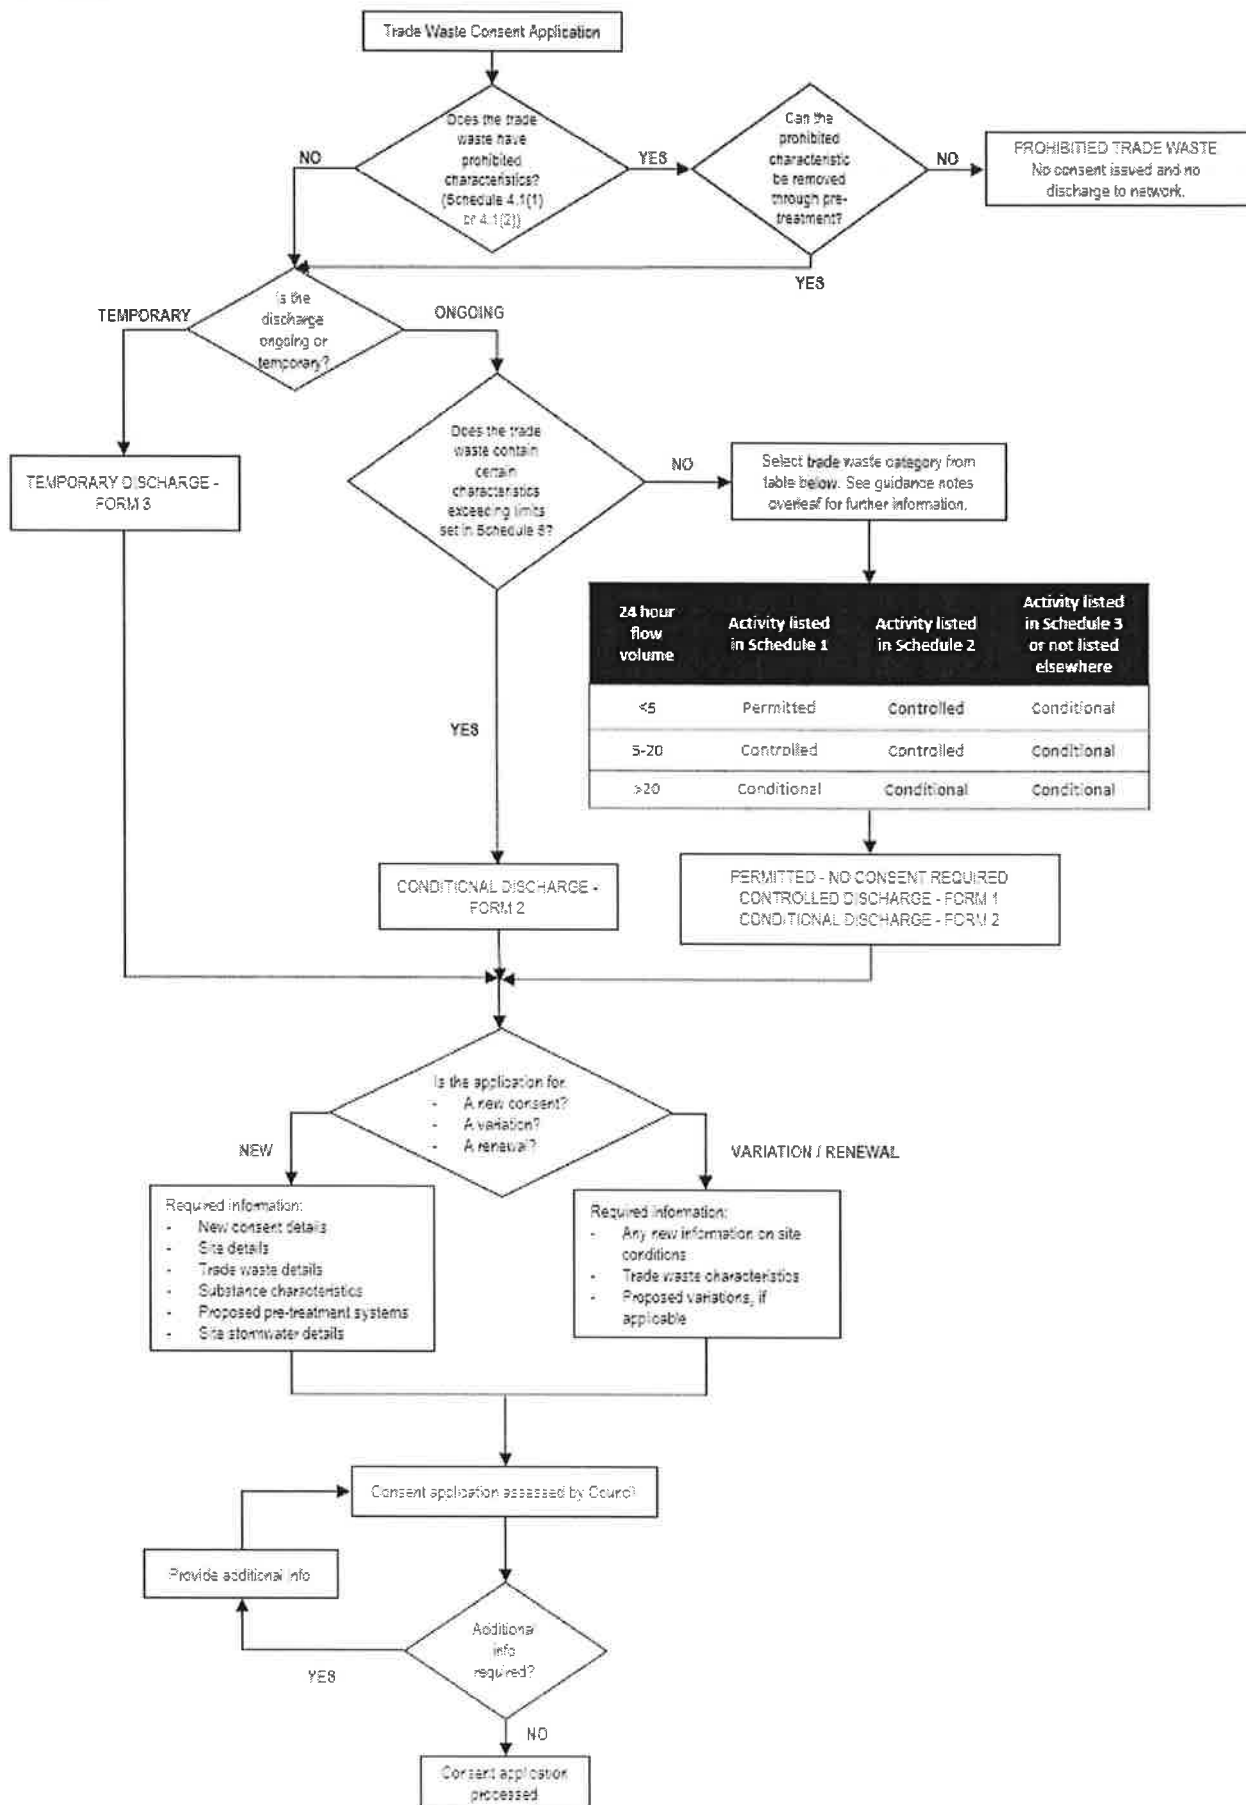 Trade Waste Consent Application
Does the trade
waste have
prohibited
characteristics?
(Schedule 4.1(1)
or 4.1(2))
NO
YES
Can the
prohibited
characteristic
be removed
through pre-
treatment?
NO
YES
PROHIBITED TRADE WASTE
No consent issued and no
discharge to network.
Is the
discharge
ongoing or
temporary?
TEMPORARY
ONGOING
TEMPORARY DISCHARGE -
FORM 3
Does the trade
waste contain
certain
characteristics
exceeding limits
set in Schedule
NO
YES
Select trade waste category from
table below. See guidance notes
overleaf for further information.
24 hour
flow
volume
Activity listed
in Schedule 1
Activity listed
in Schedule 2
Activity listed
in Schedule 3
or not listed
elsewhere
<5 Permitted Controlled Conditional
5-20 Controlled Controlled Conditional
>20 Conditional Conditional Conditional
CONDITIONAL DISCHARGE -
FORM 2
PERMITTED - NO CONSENT REQUIRED
CONTROLLED DISCHARGE - FORM 1
CONDITIONAL DISCHARGE - FORM 2
Is the application for
- A new consent?
- A variation?
- A renewal?
NEW
VARIATION / RENEWAL
Required information:
- New consent details
- Site details
- Trade waste details
- Substance characteristics
- Proposed pre-treatment systems
- Site stormwater details
Required information:
- Any new information on site
conditions
- Trade waste characteristics
- Proposed variations, if
applicable
Consent application assessed by Council
Provide additional info
Additional
info
required?
YES
NO
Consent application
processed